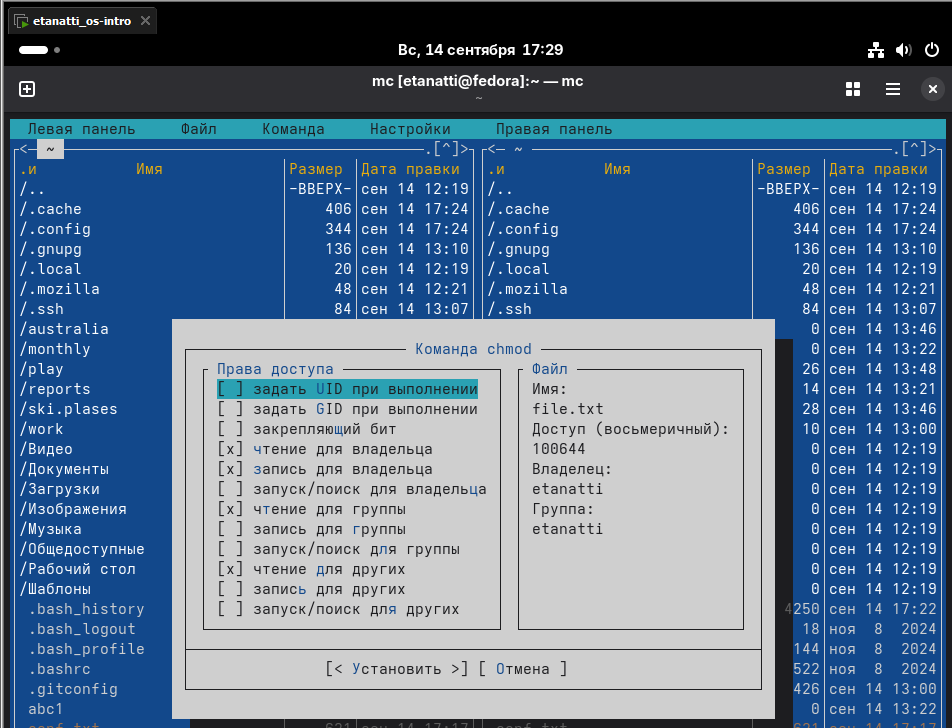 etanatti_os-intro
Вс, 14 сентября 17:29
mc [etanatti@fedora]:~ — mc
~
Левая панель Файл Команда Настройки Правая панель
<— ~ .[^]> <— ~ .[^]>
.и Имя Размер Дата правки .и Имя Размер Дата правки
/.. -ВВЕРХ- сен 14 12:19 /.. -ВВЕРХ- сен 14 12:19
/.cache 406 сен 14 17:24 /.cache 406 сен 14 17:24
/.config 344 сен 14 17:24 /.config 344 сен 14 17:24
/.gnupg 136 сен 14 13:10 /.gnupg 136 сен 14 13:10
/.local 20 сен 14 12:19 /.local 20 сен 14 12:19
/.mozilla 48 сен 14 12:21 /.mozilla 48 сен 14 12:21
/.ssh 84 сен 14 13:07 /.ssh 84 сен 14 13:07
/australia 0 сен 14 13:46
/monthly 0 сен 14 13:22
/play 26 сен 14 13:48
/reports 14 сен 14 13:21
/ski.plases 28 сен 14 13:46
/work 10 сен 14 13:00
/Видео 0 сен 14 12:19
/Документы 0 сен 14 12:19
/Загрузки 0 сен 14 12:19
/Изображения 0 сен 14 12:19
/Музыка 0 сен 14 12:19
/Общедоступные 0 сен 14 12:19
/Рабочий стол 0 сен 14 12:19
/Шаблоны 0 сен 14 12:19
.bash_history 4250 сен 14 17:22
.bash_logout 18 ноя 8 2024
.bash_profile 144 ноя 8 2024
.bashrc 522 ноя 8 2024
.gitconfig 426 сен 14 13:00
abc1 0 сен 14 13:22
conf.txt 621 сен 14 17:17 conf.txt 621 сен 14 17:17
Команда chmod
Права доступа
[ ] задать UID при выполнении
[ ] задать GID при выполнении
[ ] закрепляющий бит
[x] чтение для владельца
[x] запись для владельца
[ ] запуск/поиск для владельца
[x] чтение для группы
[ ] запись для группы
[ ] запуск/поиск для группы
[x] чтение для других
[ ] запись для других
[ ] запуск/поиск для других
Файл
Имя:
file.txt
Доступ (восьмеричный):
100644
Владелец:
etanatti
Группа:
etanatti
[< Установить >] [ Отмена ]